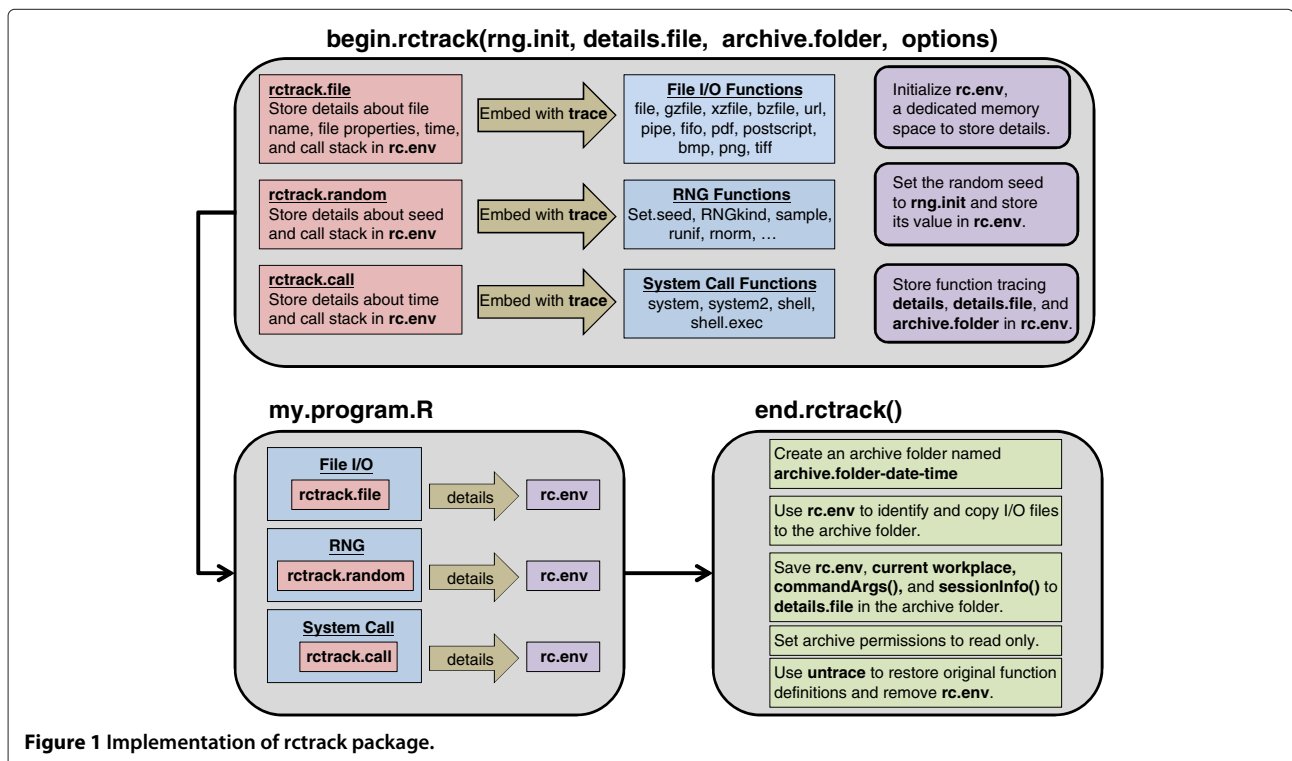 begin.rctrack(rng.init, details.file, archive.folder, options)
rctrack.file
Store details about file
name, file properties, time,
and call stack in rc.env
Embed with trace
File I/O Functions
file, gzfile, xzfile, bzfile, url,
pipe, fifo, pdf, postscript,
bmp, png, tiff
Initialize rc.env,
a dedicated memory
space to store details.
rctrack.random
Store details about seed
and call stack in rc.env
Embed with trace
RNG Functions
Set.seed, RNGkind, sample,
runif, rnorm, …
Set the random seed
to rng.init and store
its value in rc.env.
rctrack.call
Store details about time
and call stack in rc.env
Embed with trace
System Call Functions
system, system2, shell,
shell.exec
Store function tracing
details, details.file, and
archive.folder in rc.env.
my.program.R
File I/O
rctrack.file
details
rc.env
RNG
rctrack.random
details
rc.env
System Call
rctrack.call
details
rc.env
end.rctrack()
Create an archive folder named
archive.folder-date-time
Use rc.env to identify and copy I/O files
to the archive folder.
Save rc.env, current workplace,
commandArgs(), and sessionInfo() to
details.file in the archive folder.
Set archive permissions to read only.
Use untrace to restore original function
definitions and remove rc.env.
Figure 1 Implementation of rctrack package.